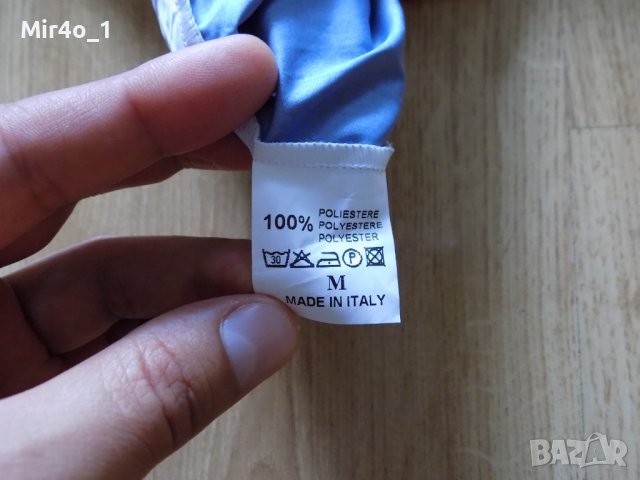 Mir4o_1
100% POLIESTERE
POLYESTERE
POLYESTER
30 P
M
MADE IN ITALY
BAZAR